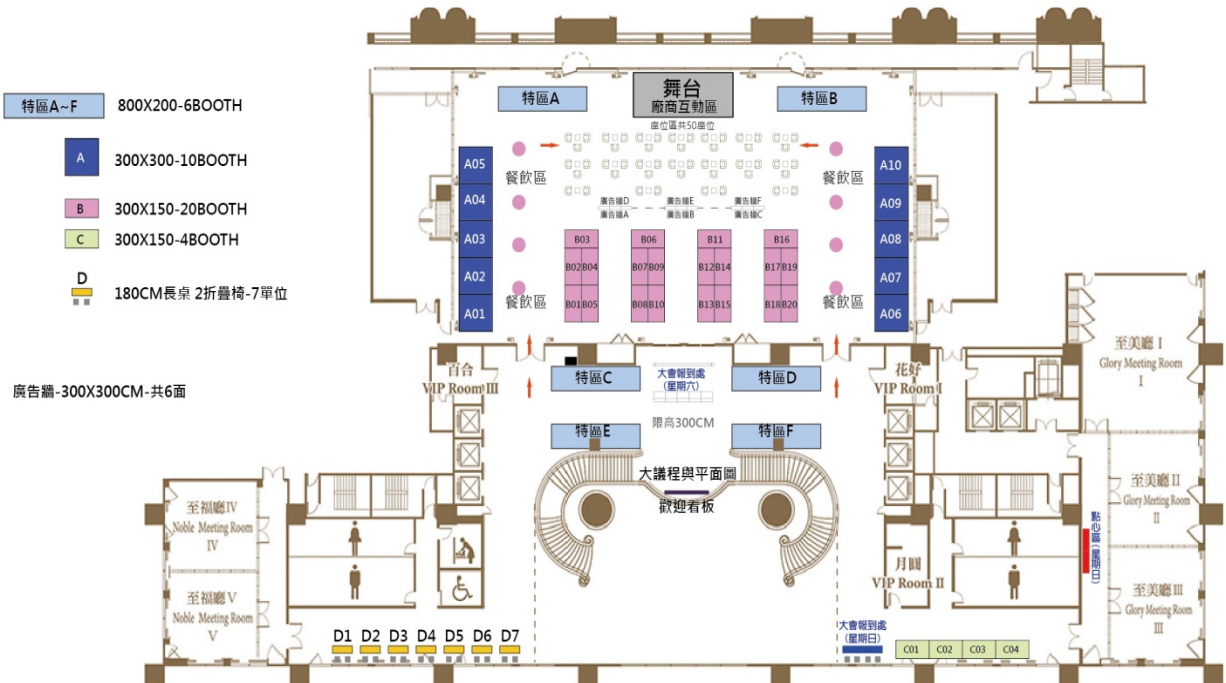 特區A~F 800X200-6BOOTH
A 300X300-10BOOTH
B 300X150-20BOOTH
C 300X150-4BOOTH
D
180CM長桌 2折疊椅-7單位
廣告牆-300X300CM-共6面
特區A
舞台
廠商互動區
特區B
座位區共50座位
A05
A04
A03
A02
A01
餐飲區
餐飲區
餐飲區
餐飲區
A10
A09
A08
A07
A06
廣告牆D 廣告牆E 廣告牆F
廣告牆A 廣告牆B 廣告牆C
B03 B06 B11 B16
B02 B04 B07 B09 B12 B14 B17 B19
B01 B05 B08 B10 B13 B15 B18 B20
百合
VIP Room III
特區C
大會報到處
(星期六)
特區D
花好
VIP Room I
限高300CM
特區E
特區F
大議程與平面圖
歡迎看板
至美廳 I
Glory Meeting Room
I
至美廳 II
Glory Meeting Room
II
至美廳 III
Glory Meeting Room
III
點心區(星期日)
至福廳IV
Noble Meeting Room
IV
至福廳V
Noble Meeting Room
V
月圓
VIP Room II
D1 D2 D3 D4 D5 D6 D7
大會報到處
(星期日)
C01 C02 C03 C04